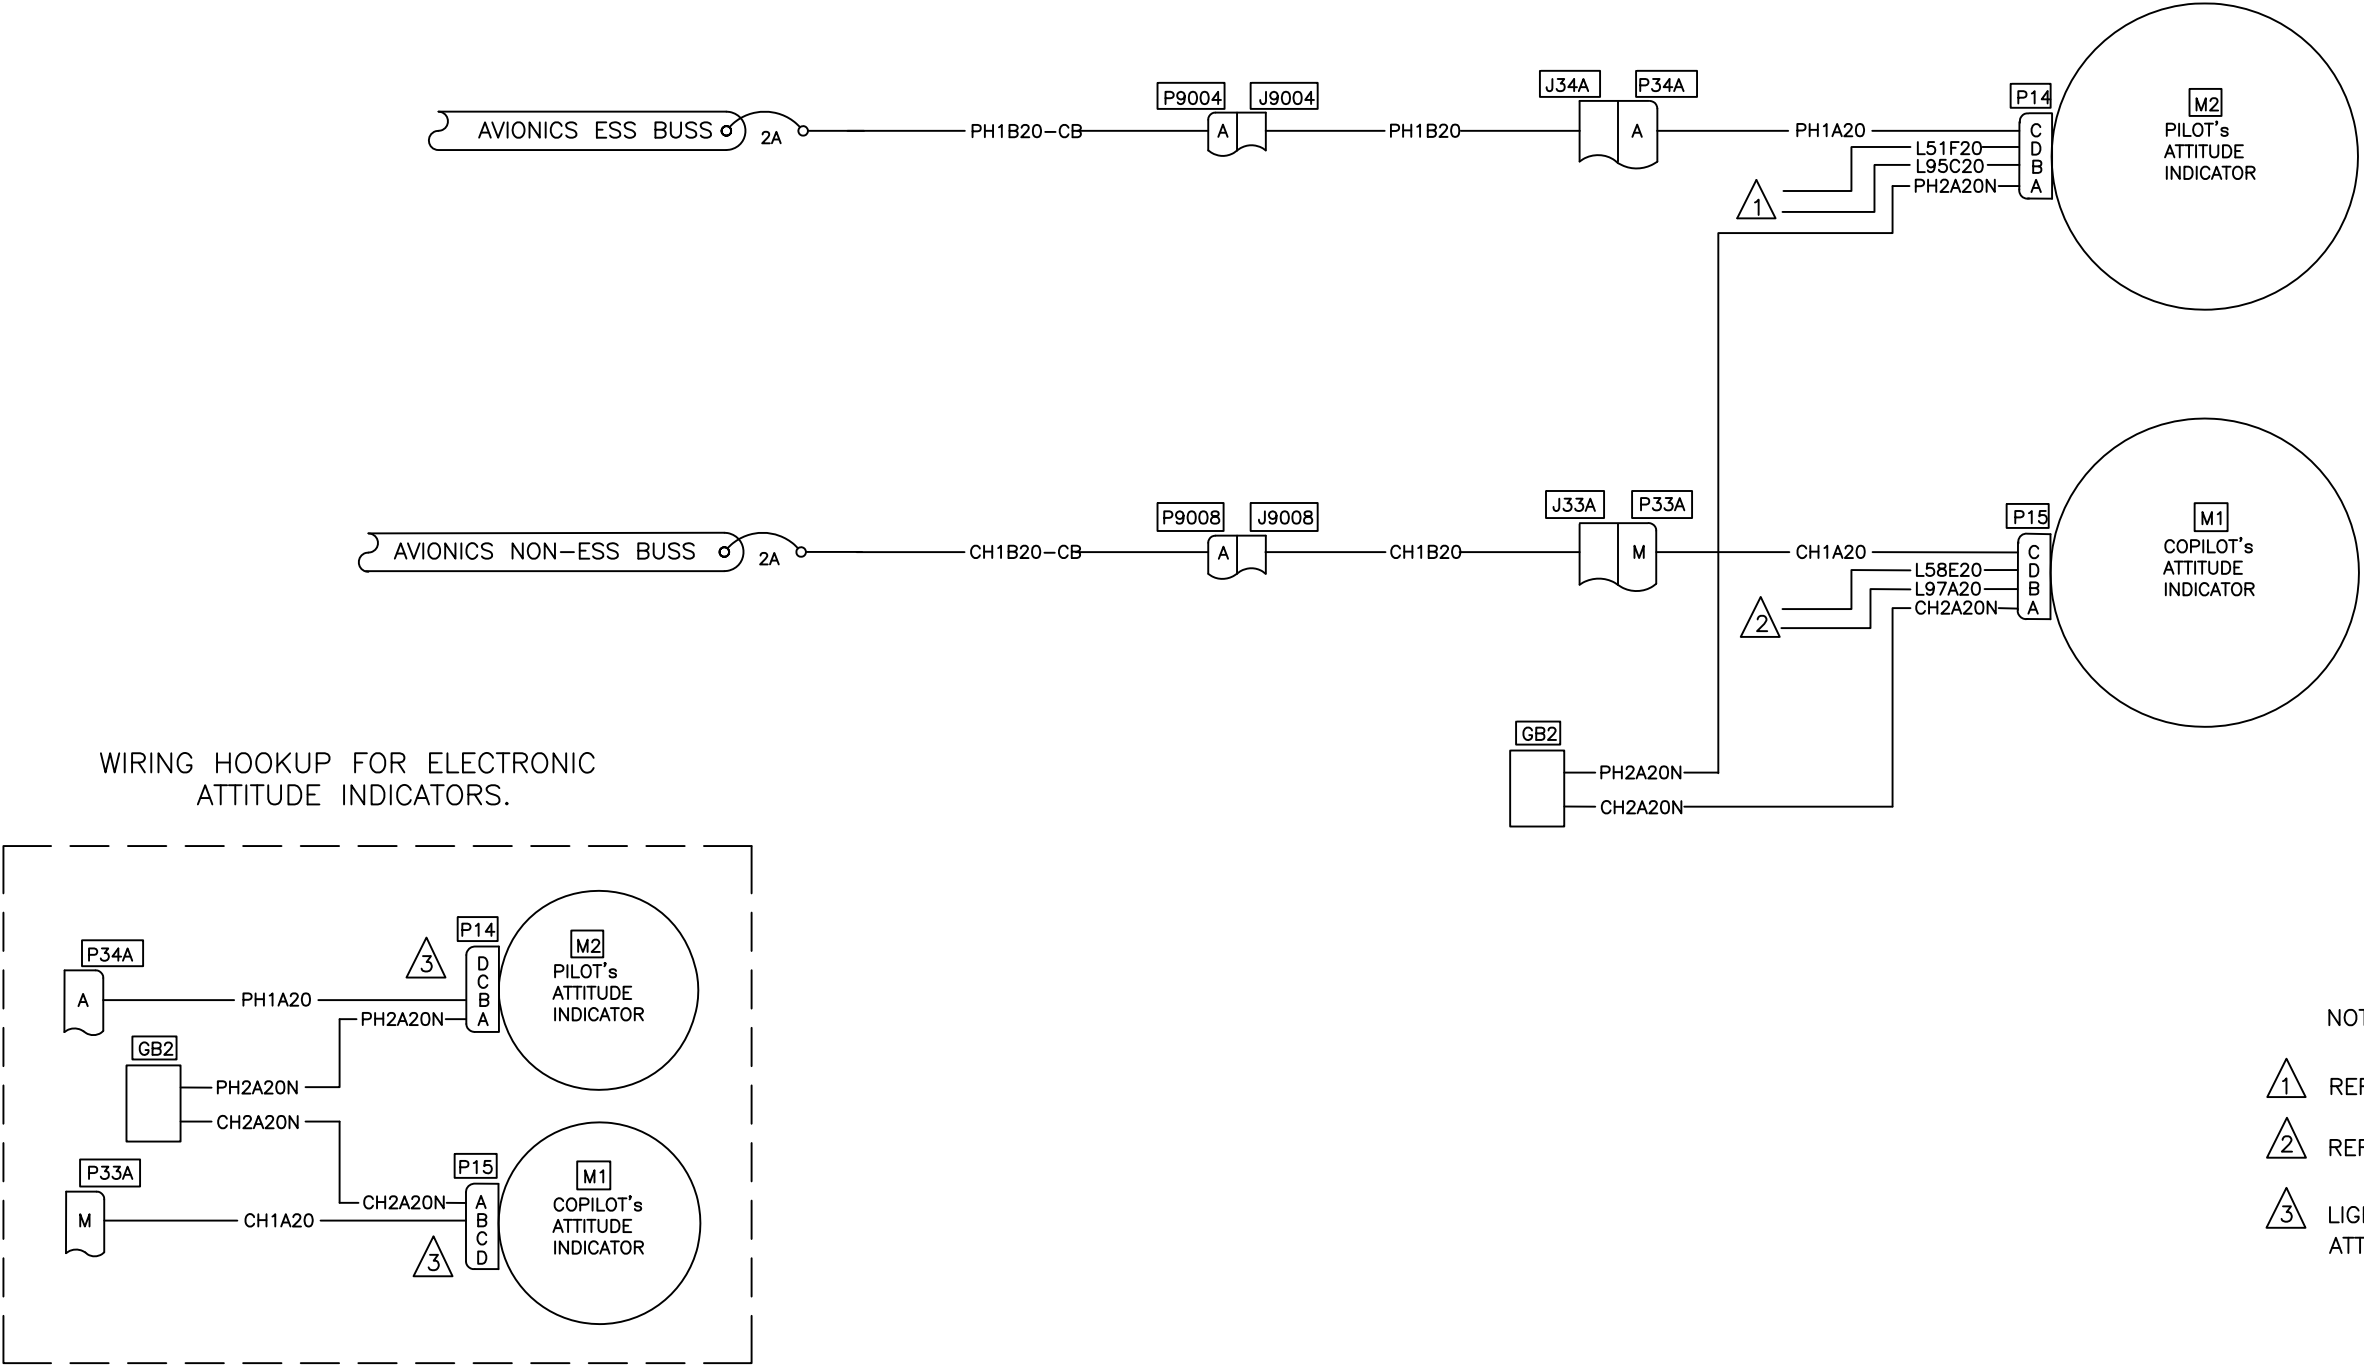 AVIONICS ESS BUSS
2A
PH1B20-CB
P9004
J9004
A
PH1B20
J34A
P34A
A
PH1A20
P14
C
D
B
A
L51F20
L95C20
PH2A20N
1
M2
PILOT's
ATTITUDE
INDICATOR
AVIONICS NON-ESS BUSS
2A
CH1B20-CB
P9008
J9008
A
CH1B20
J33A
P33A
M
CH1A20
P15
C
D
B
A
L58E20
L97A20
CH2A20N
2
M1
COPILOT's
ATTITUDE
INDICATOR
GB2
PH2A20N
CH2A20N
WIRING HOOKUP FOR ELECTRONIC
ATTITUDE INDICATORS.
P34A
A
PH1A20
3
P14
D
C
B
A
PH2A20N
M2
PILOT's
ATTITUDE
INDICATOR
GB2
PH2A20N
CH2A20N
P33A
M
CH1A20
CH2A20N
P15
A
B
C
D
3
M1
COPILOT's
ATTITUDE
INDICATOR
1
2
3